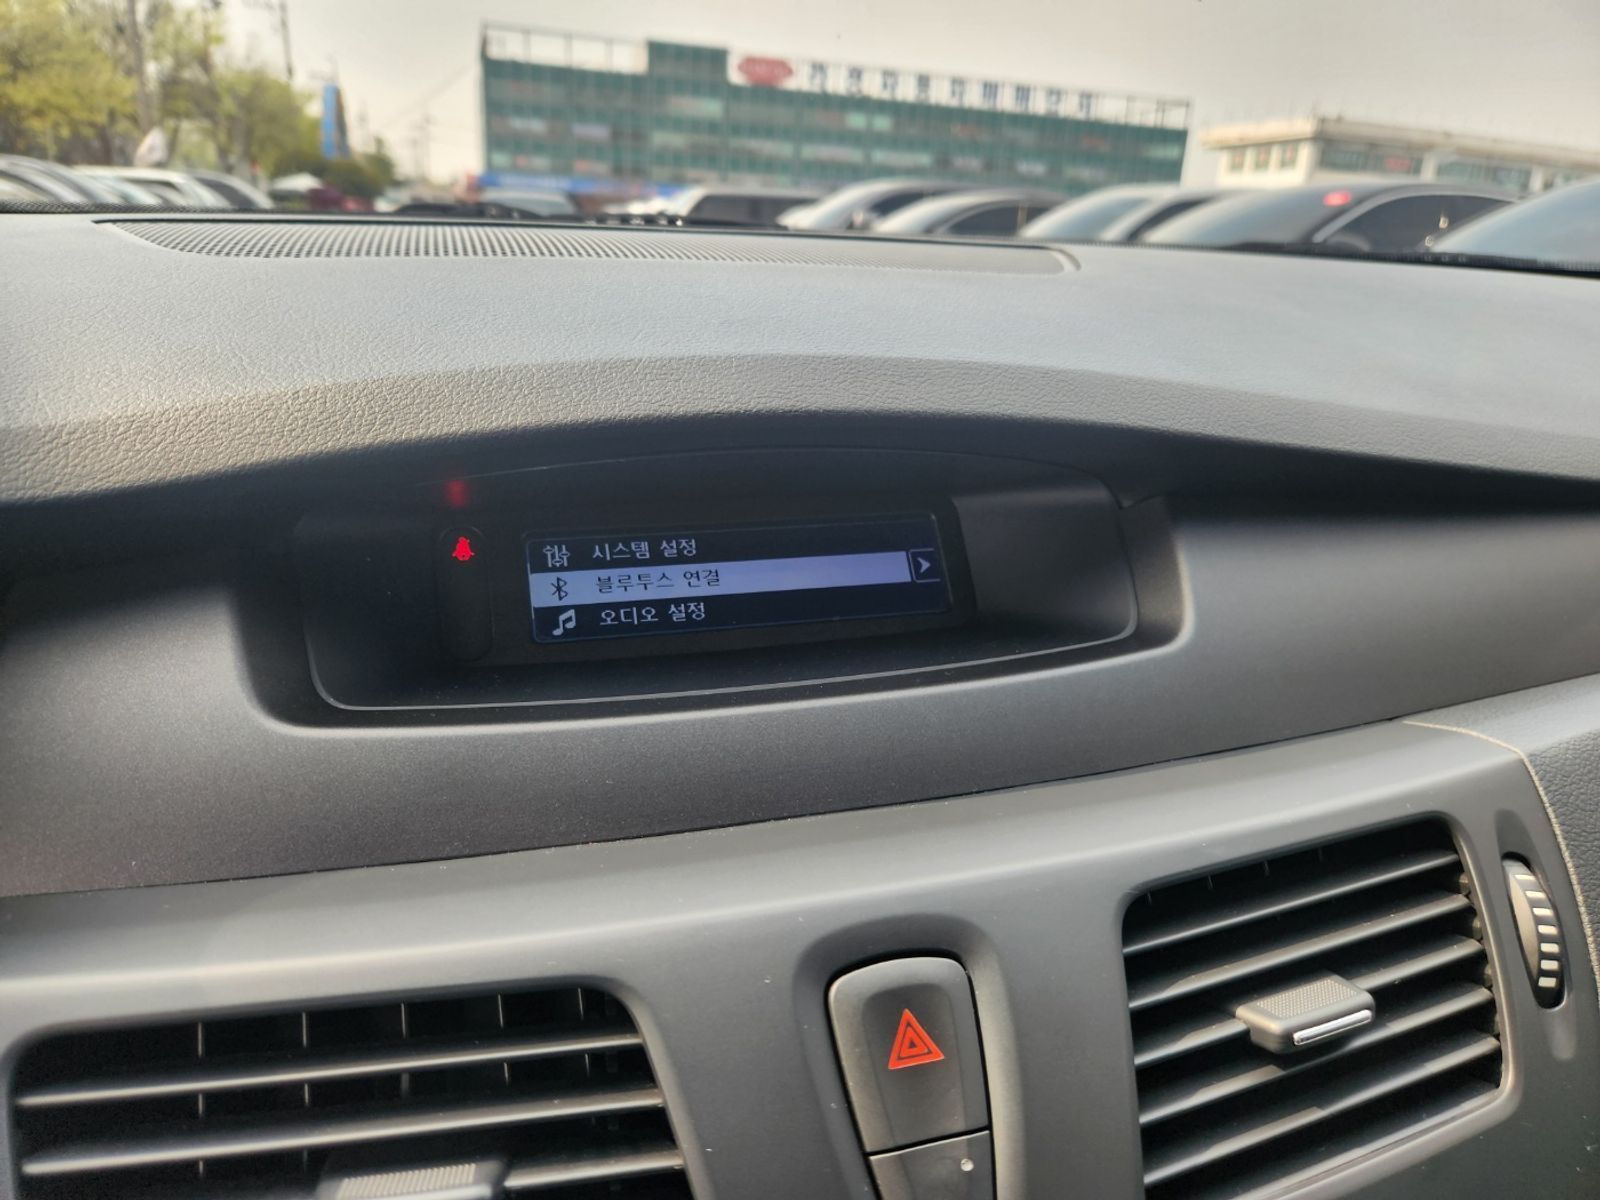 시스템 설정
블루투스 연결
오디오 설정